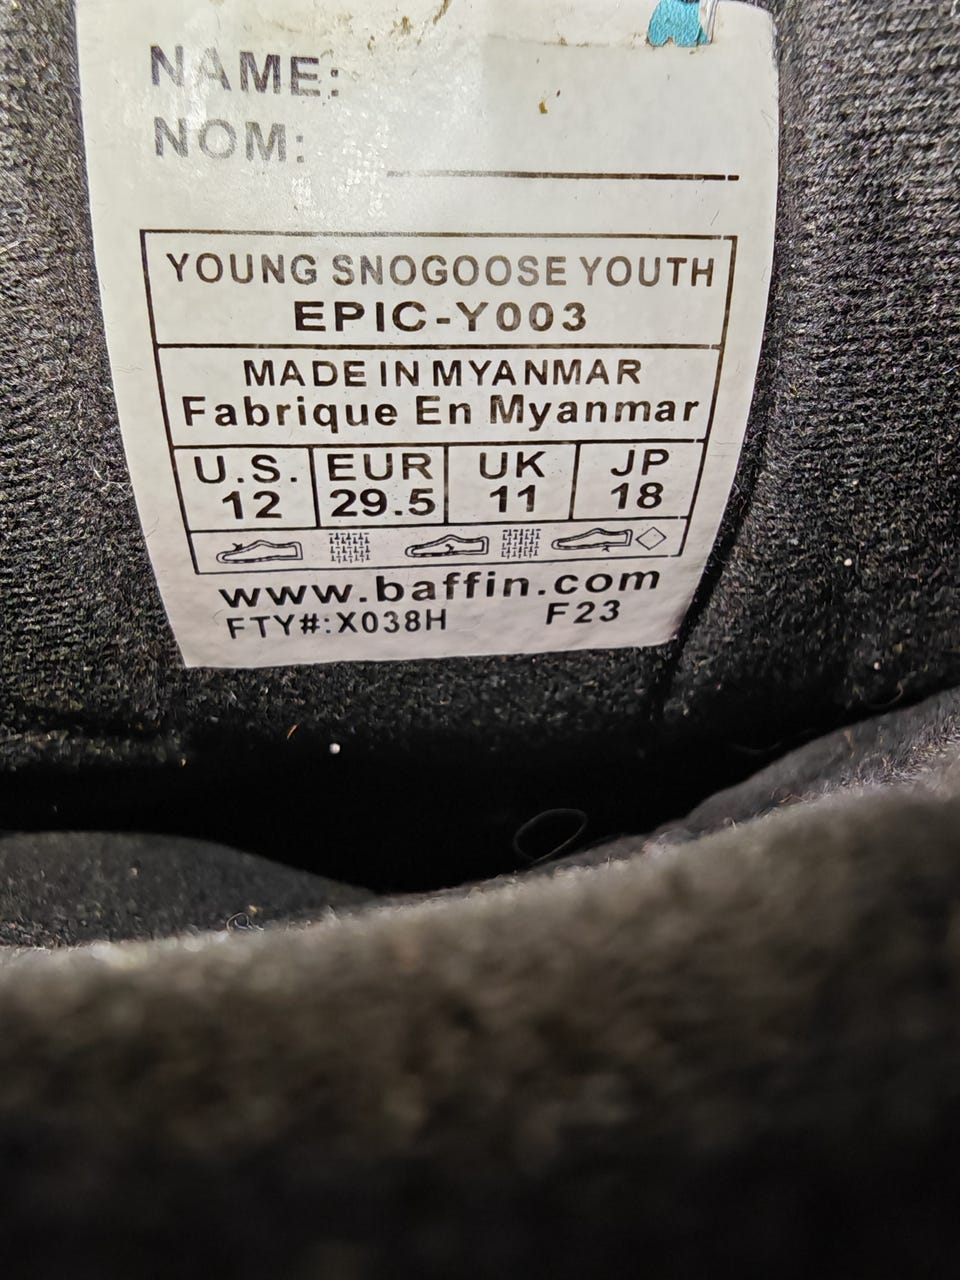 NAME:
NOM:
YOUNG SNOGOOSE YOUTH
EPIC-Y003
MADE IN MYANMAR
Fabrique En Myanmar
U.S. EUR UK JP
12 29.5 11 18
www.baffin.com
FTY#:X038H F23